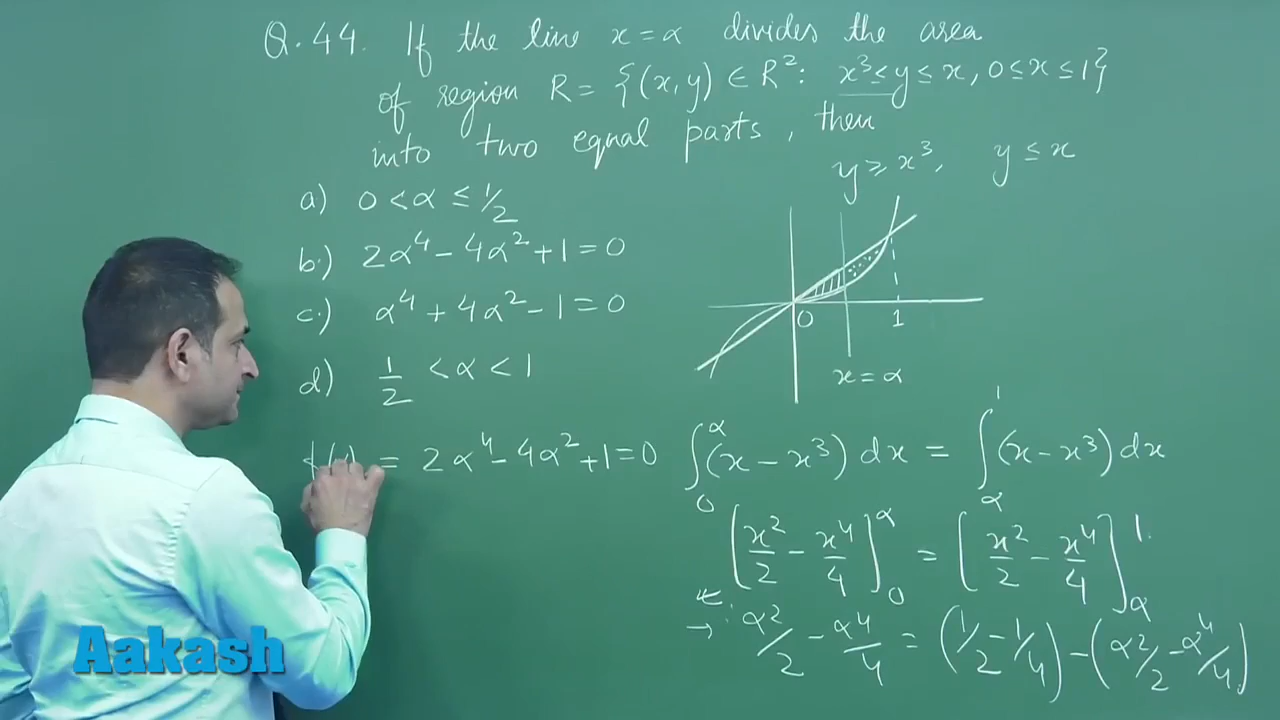 Q.44. If the line x = α divides the area
of region R = {(x,y) ∈ R²: x³ ≤ y ≤ x, 0 ≤ x ≤ 1}
into two equal parts, then
y ≥ x³, y ≤ x
a) 0 < α ≤ 1/2
b.) 2α⁴ - 4α² + 1 = 0
c.) α⁴ + 4α² - 1 = 0
d) 1/2 < α < 1
0 1
x = α
f( ) = 2α⁴ - 4α² + 1 = 0
∫₀^α (x - x³) dx = ∫_α^1 (x - x³) dx
[x²/2 - x⁴/4]₀^α = [x²/2 - x⁴/4]_α^1
→ α²/2 - α⁴/4 = (1/2 - 1/4) - (α²/2 - α⁴/4)
Aakash